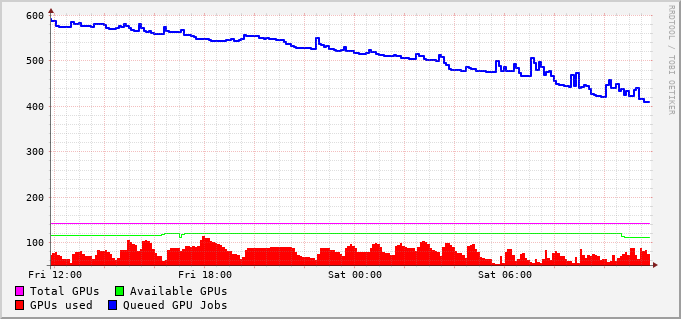 600
500
400
300
200
100
Fri 12:00 Fri 18:00 Sat 00:00 Sat 06:00
Total GPUs Available GPUs
GPUs used Queued GPU Jobs
RRDTOOL / TOBI OETIKER